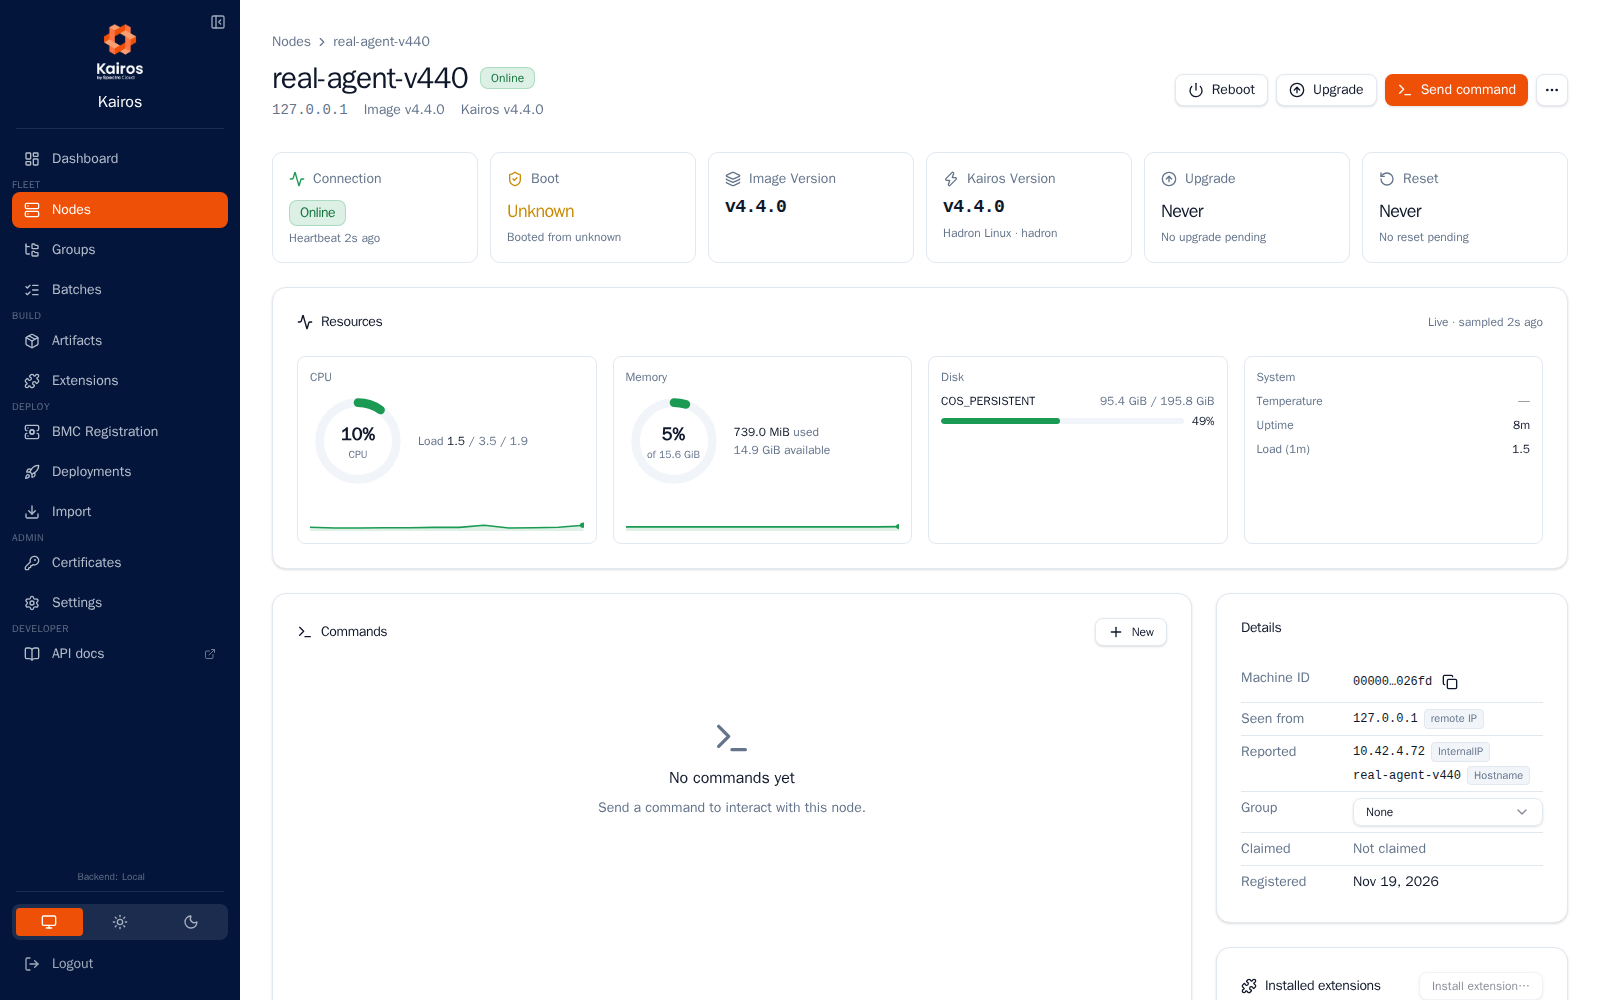 Kairos
by Spectro Cloud
Kairos
Dashboard
FLEET
Nodes
Groups
Batches
BUILD
Artifacts
Extensions
DEPLOY
BMC Registration
Deployments
Import
ADMIN
Certificates
Settings
DEVELOPER
API docs
Backend: Local
Logout
Nodes > real-agent-v440
real-agent-v440 Online
127.0.0.1 Image v4.4.0 Kairos v4.4.0
Reboot
Upgrade
Send command
Connection
Online
Heartbeat 2s ago
Boot
Unknown
Booted from unknown
Image Version
v4.4.0
Kairos Version
v4.4.0
Hadron Linux · hadron
Upgrade
Never
No upgrade pending
Reset
Never
No reset pending
Resources
Live · sampled 2s ago
CPU
10%
CPU
Load 1.5 / 3.5 / 1.9
Memory
5%
of 15.6 GiB
739.0 MiB used
14.9 GiB available
Disk
COS_PERSISTENT 95.4 GiB / 195.8 GiB
49%
System
Temperature —
Uptime 8m
Load (1m) 1.5
Commands
New
No commands yet
Send a command to interact with this node.
Details
Machine ID 00000…026fd
Seen from 127.0.0.1 remote IP
Reported 10.42.4.72 InternalIP
real-agent-v440 Hostname
Group None
Claimed Not claimed
Registered Nov 19, 2026
Installed extensions
Install extension···